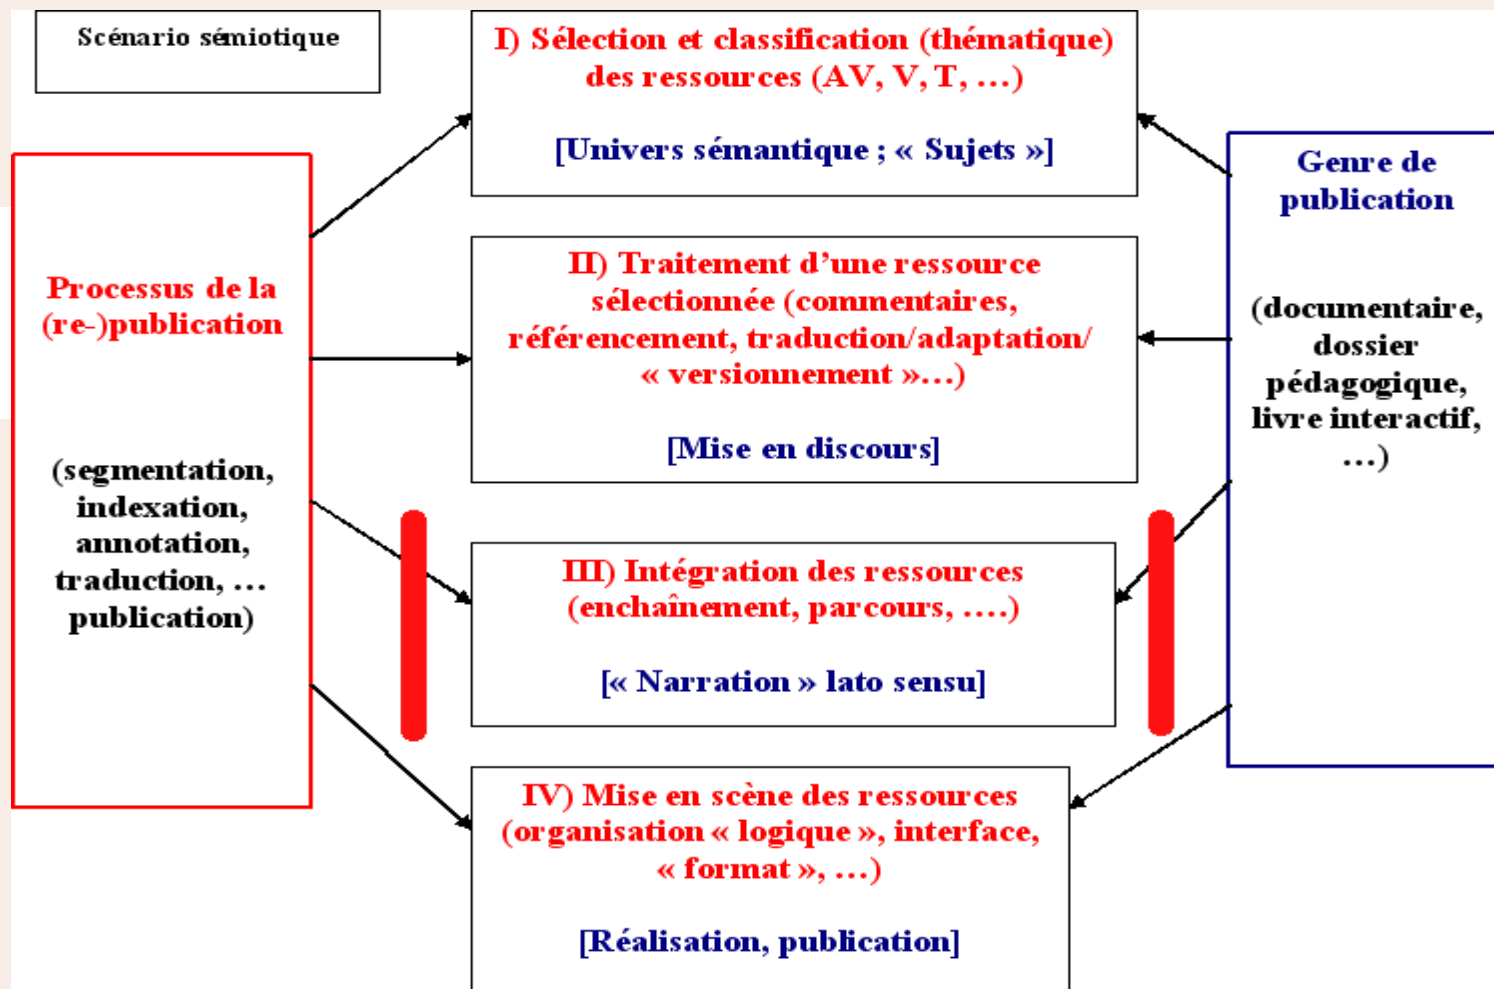 Scénario sémiotique
I) Sélection et classification (thématique)
des ressources (AV, V, T, …)
[Univers sémantique ; « Sujets »]
Processus de la
(re-)publication
(segmentation,
indexation,
annotation,
traduction, …
publication)
II) Traitement d’une ressource
sélectionnée (commentaires,
référencement, traduction/adaptation/
« versionnement »…)
[Mise en discours]
III) Intégration des ressources
(enchaînement, parcours, ….)
[« Narration » lato sensu]
IV) Mise en scène des ressources
(organisation « logique », interface,
« format », …)
[Réalisation, publication]
Genre de
publication
(documentaire,
dossier
pédagogique,
livre interactif,
…)